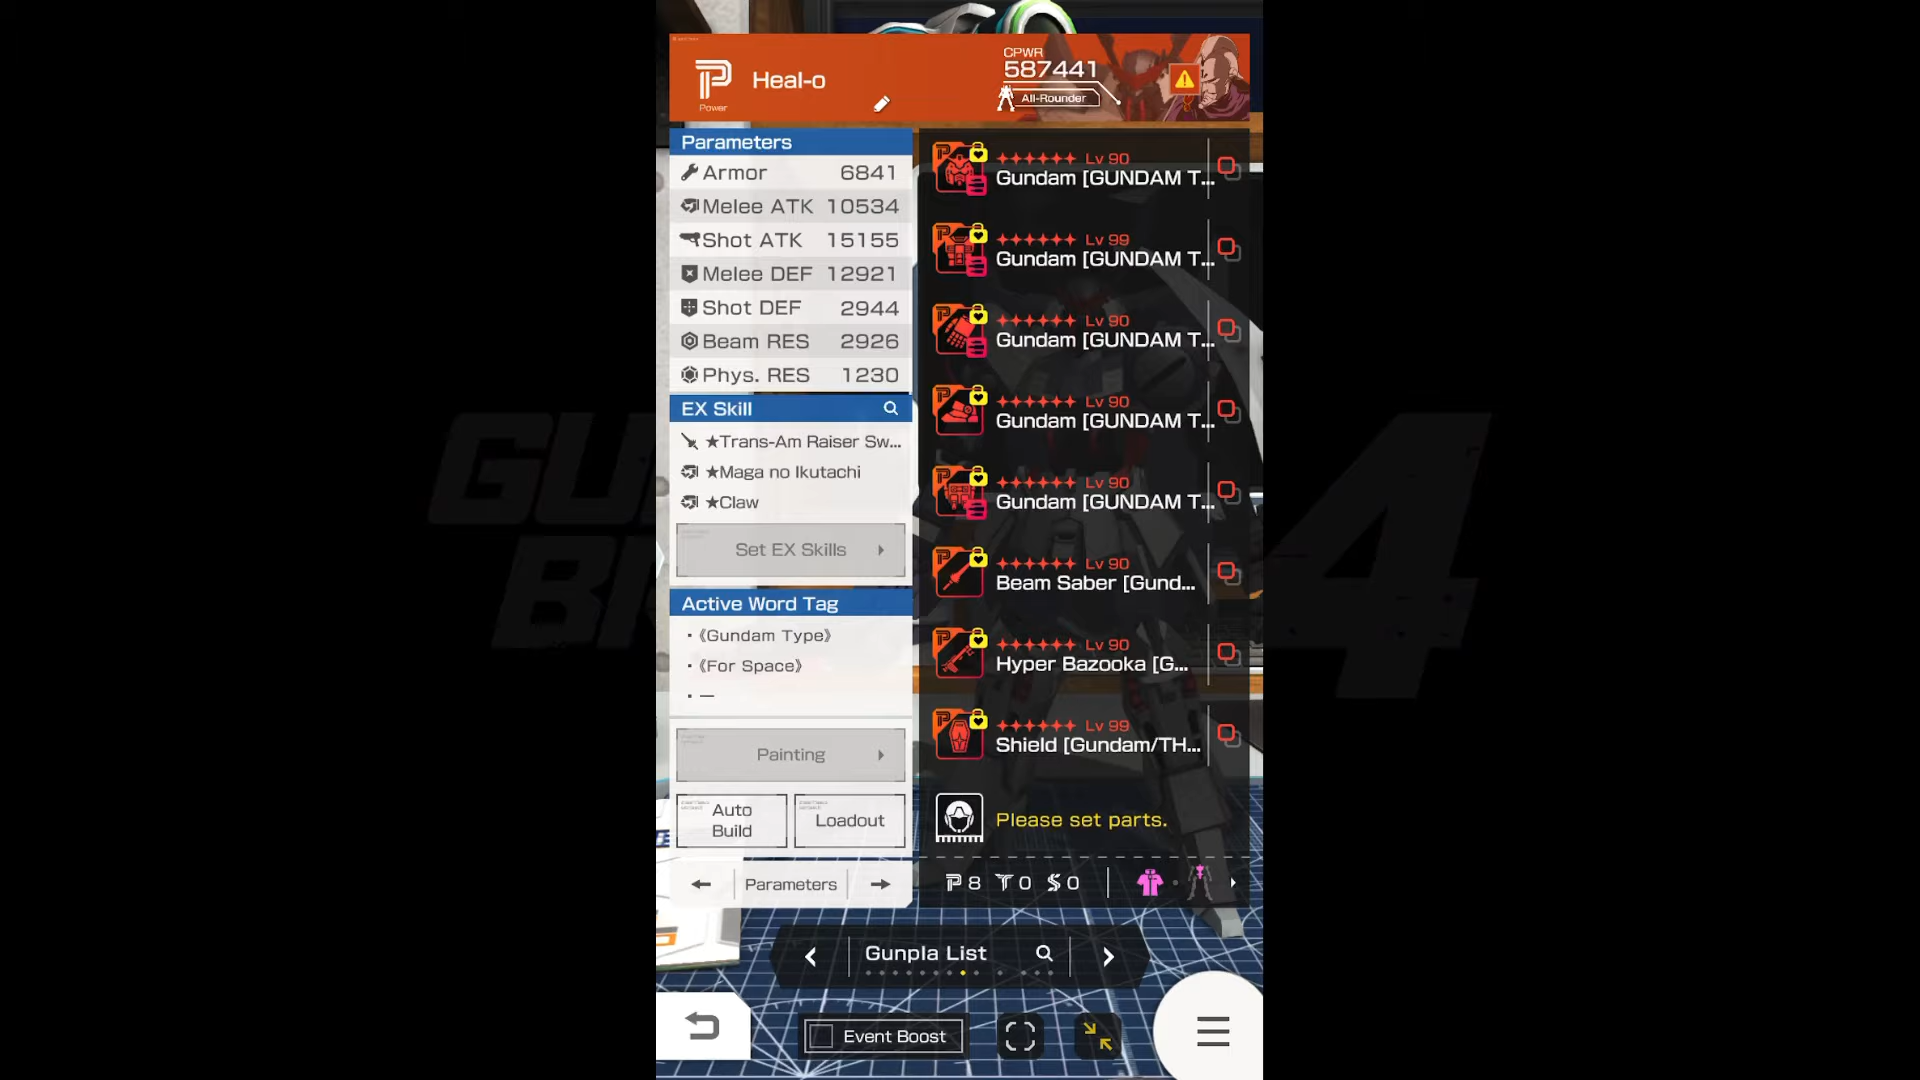 P
Power
Heal-o
CPWR
587441
All-Rounder
Parameters
Armor 6841
Melee ATK 10534
Shot ATK 15155
Melee DEF 12921
Shot DEF 2944
Beam RES 2926
Phys. RES 1230
EX Skill
★Trans-Am Raiser Sw...
★Maga no Ikutachi
★Claw
Set EX Skills
Active Word Tag
・《Gundam Type》
・《For Space》
・—
Painting
Auto
Build
Loadout
Parameters
Lv 90
Gundam [GUNDAM T...
Lv 99
Gundam [GUNDAM T...
Lv 90
Gundam [GUNDAM T...
Lv 90
Gundam [GUNDAM T...
Lv 90
Gundam [GUNDAM T...
Lv 90
Beam Saber [Gund...
Lv 90
Hyper Bazooka [G...
Lv 99
Shield [Gundam/TH...
Please set parts.
P 8 T 0 S 0
Gunpla List
Event Boost
4